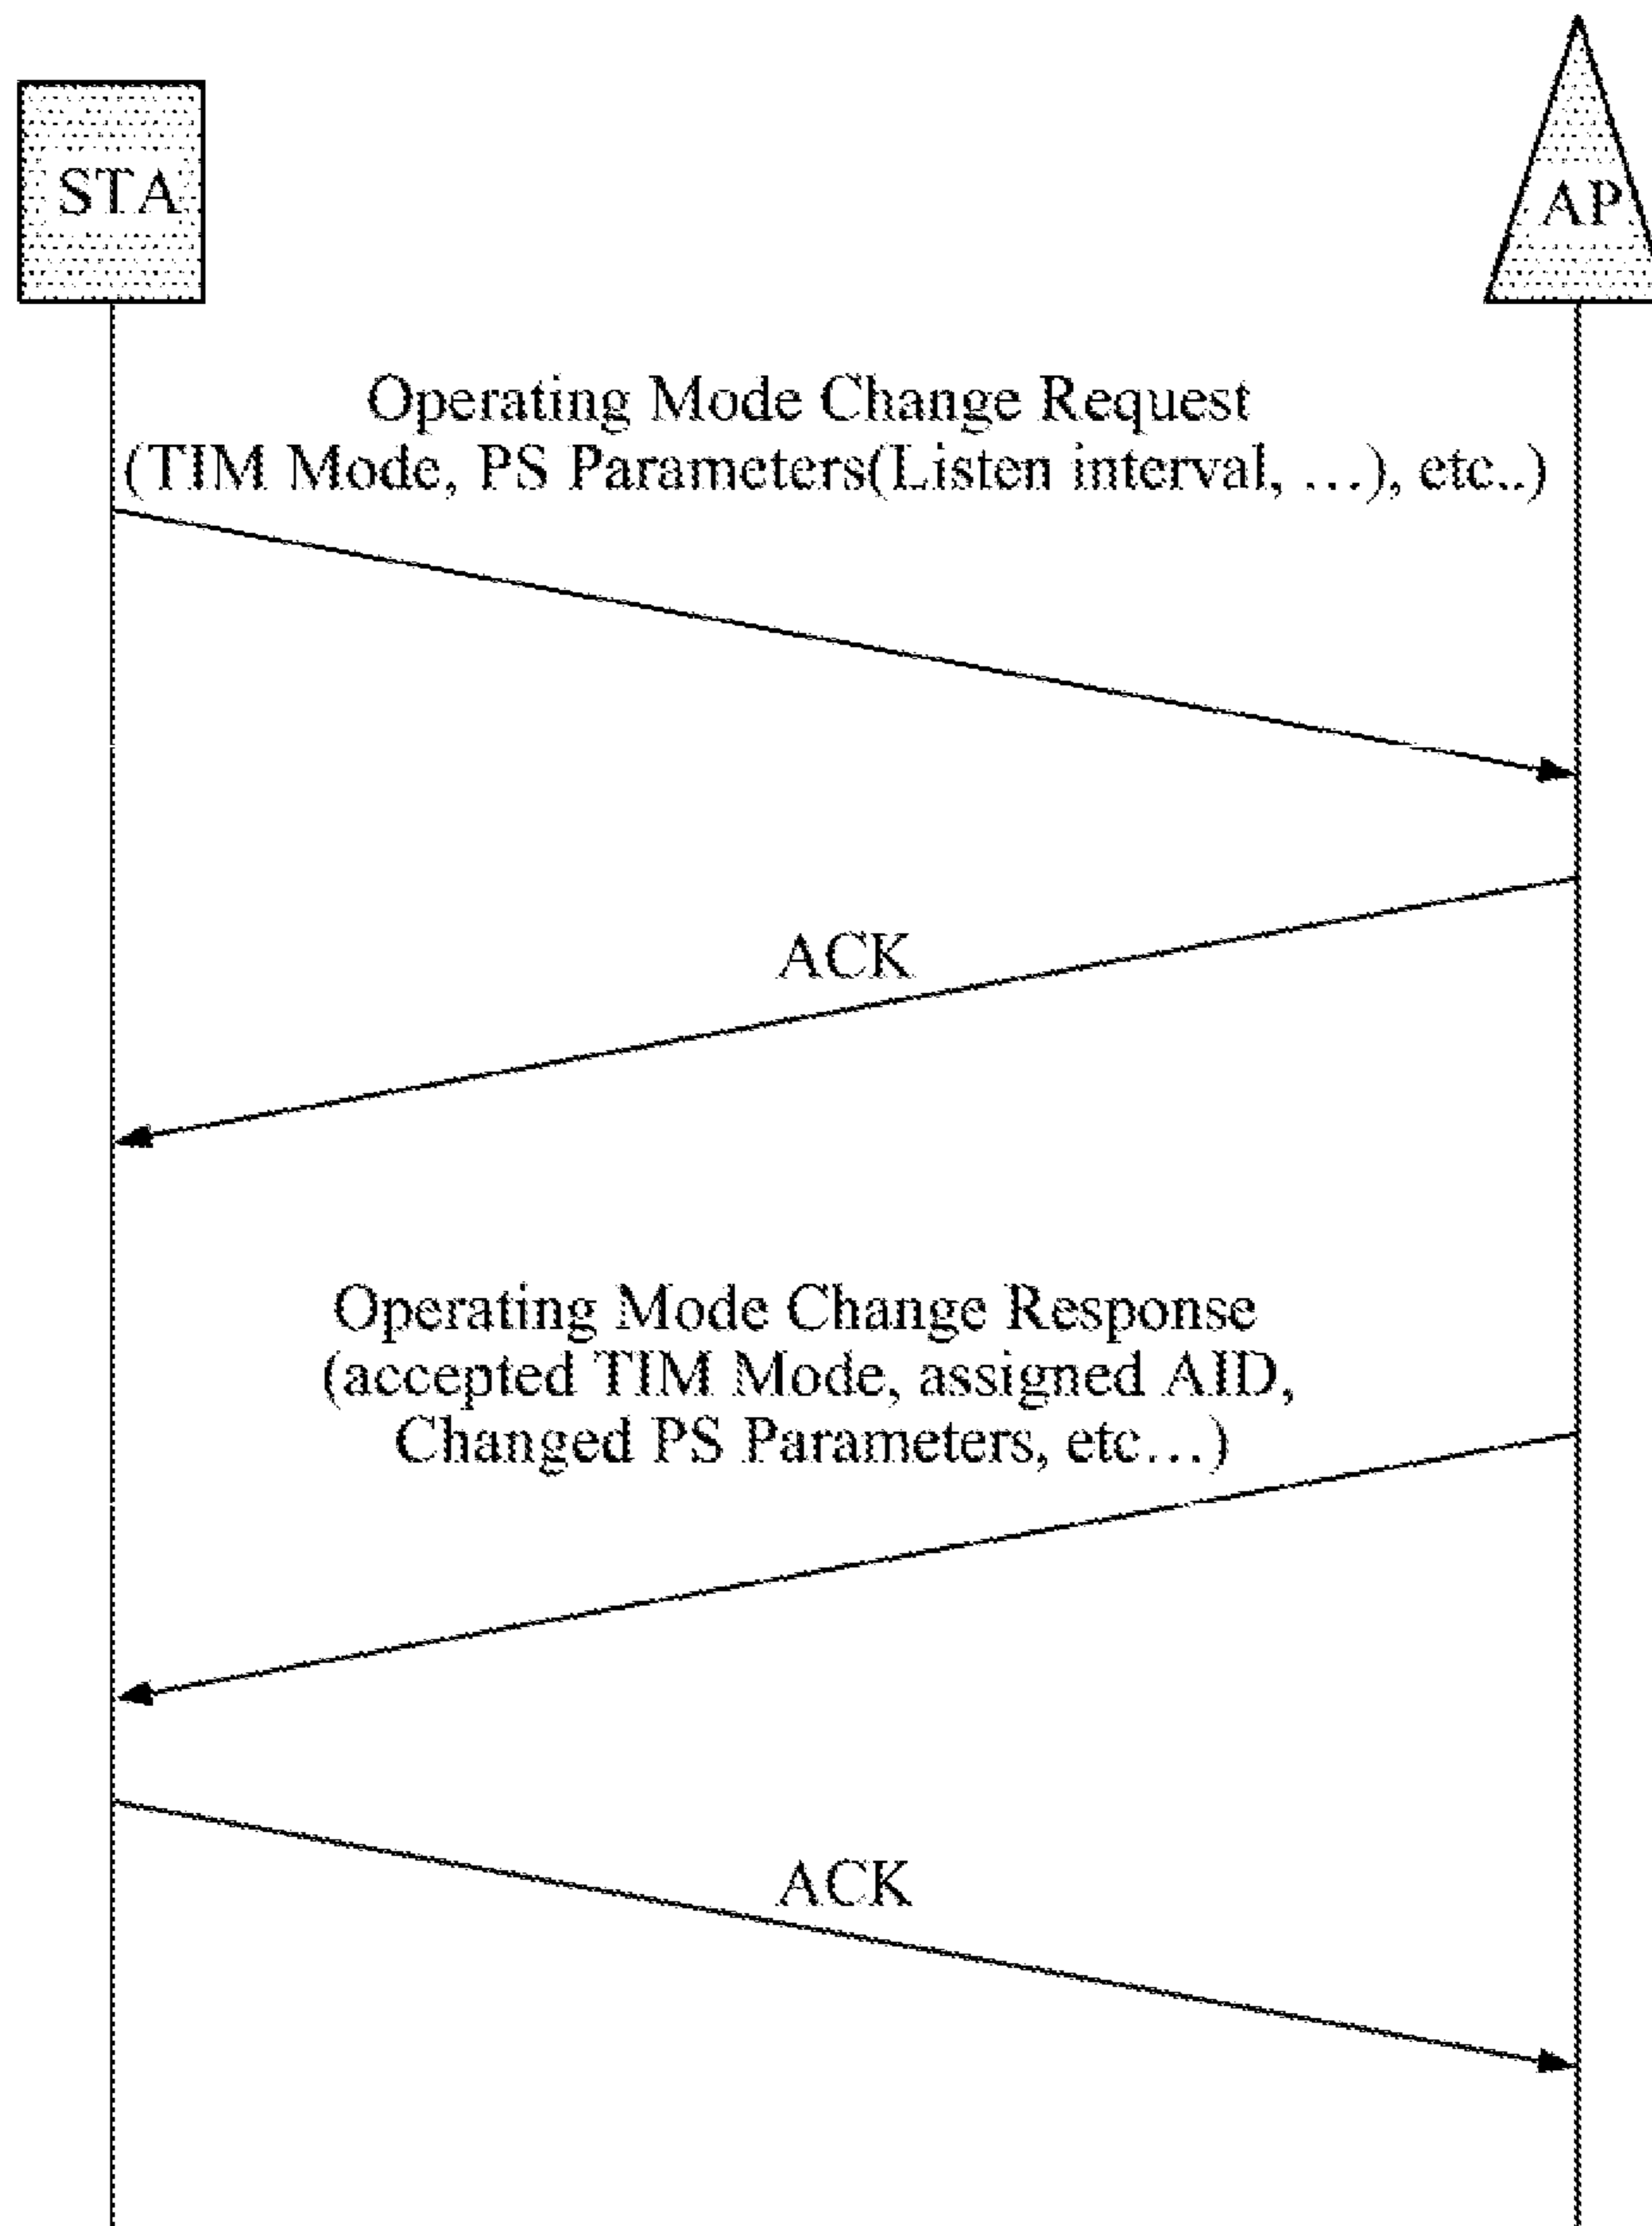 STA
AP
Operating Mode Change Request
(TIM Mode, PS Parameters(Listen interval, …), etc..)
ACK
Operating Mode Change Response
(accepted TIM Mode, assigned AID,
Changed PS Parameters, etc…)
ACK